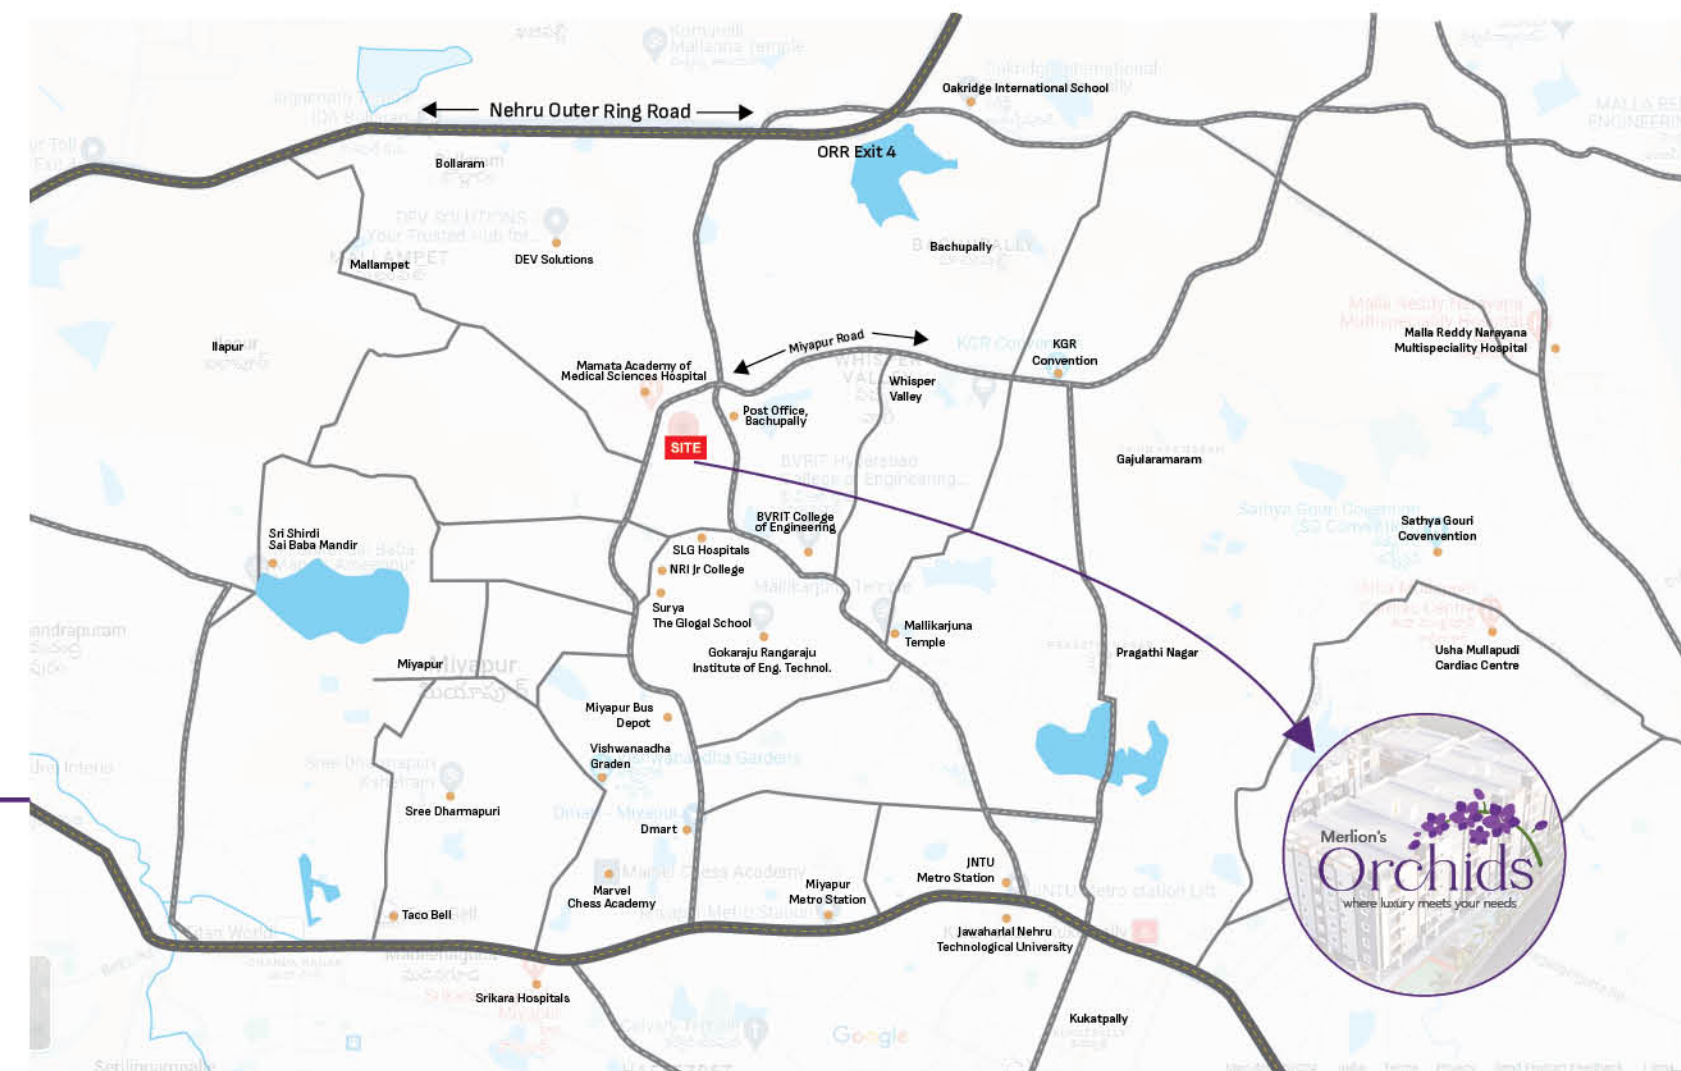 Oakridge International School
Nehru Outer Ring Road
ORR Exit 4
Bollaram
Bachupally
DEV Solutions
Mallampet
Malla Reddy Narayana
Multispeciality Hospital
Miyapur Road
KGR
Convention
Ilapur
Mamata Academy of
Medical Sciences Hospital
Whisper
Valley
Post Office,
Bachupally
SITE
Gajularamaram
BVRIT College
of Engineering
Sathya Gouri
Covenvention
Sri Shirdi
Sai Baba Mandir
SLG Hospitals
NRI Jr College
Surya
The Glogal School
Mallikarjuna
Temple
Gokaraju Rangaraju
Institute of Eng. Technol.
Pragathi Nagar
Usha Mullapudi
Cardiac Centre
Miyapur
Miyapur Bus
Depot
Vishwanaadha
Graden
Sree Dharmapuri
Dmart
Merlion's
Orchids
where luxury meets your needs
JNTU
Metro Station
Marvel
Chess Academy
Miyapur
Metro Station
Taco Bell
Jawaharlal Nehru
Technological University
Srikara Hospitals
Kukatpally
Google